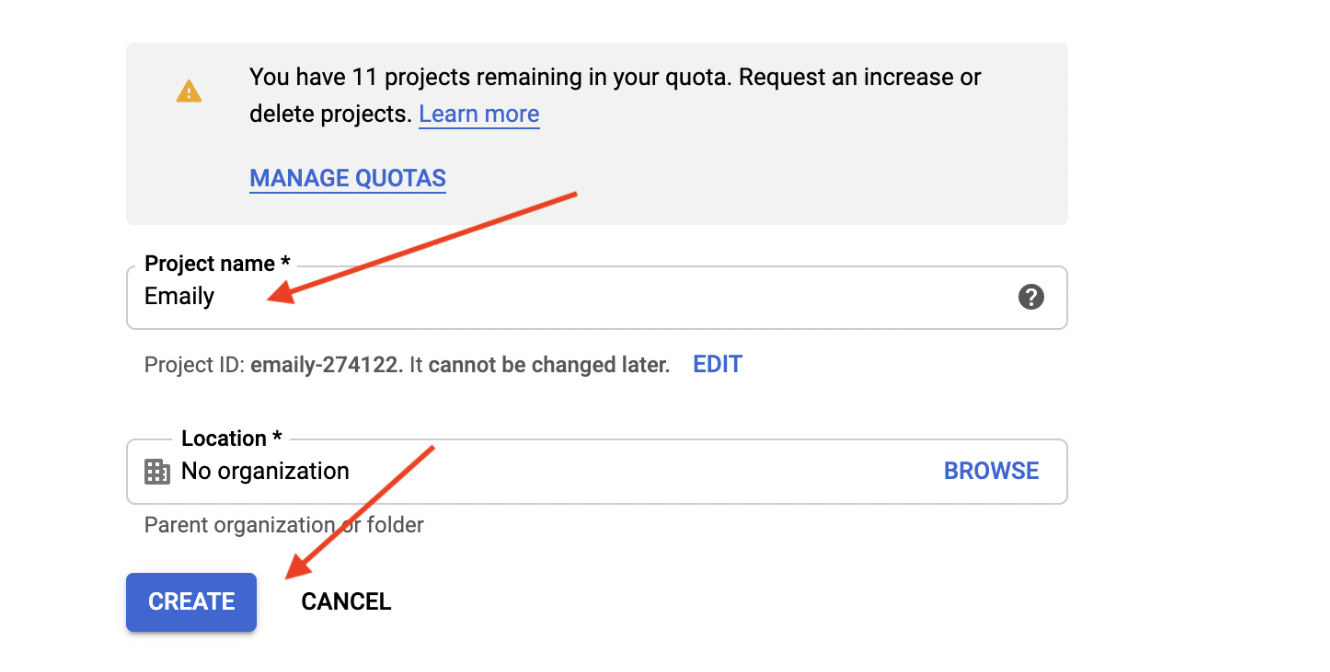 You have 11 projects remaining in your quota. Request an increase or
delete projects. Learn more
MANAGE QUOTAS
Project name *
Emaily
Project ID: emaily-274122. It cannot be changed later. EDIT
Location *
No organization BROWSE
Parent organization or folder
CREATE CANCEL